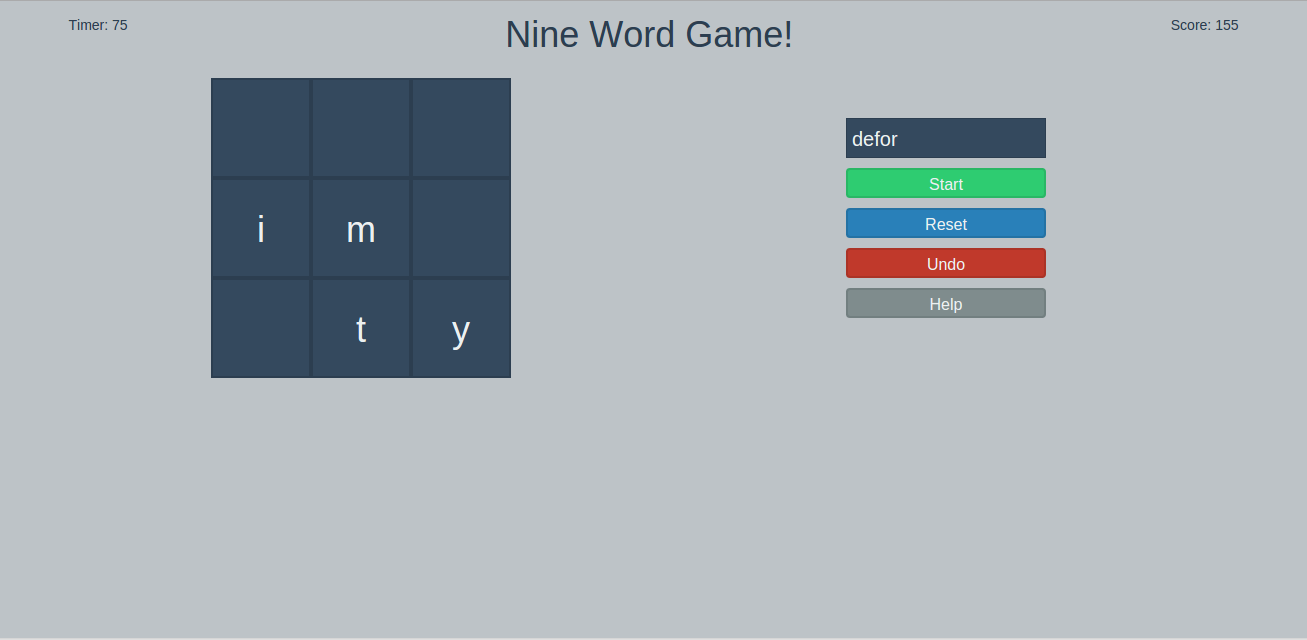 Timer: 75
Nine Word Game!
Score: 155
defor
Start
i m
Reset
Undo
Help
t y